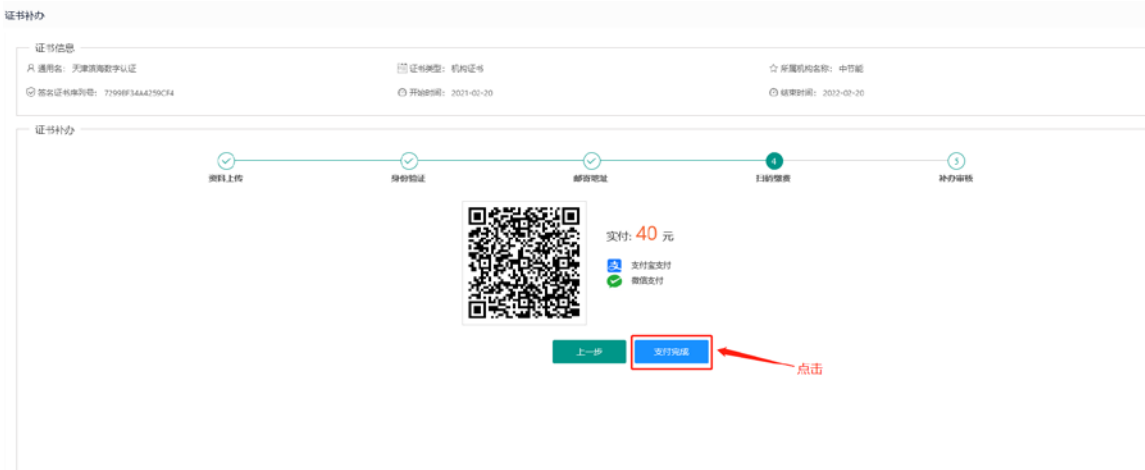 证书补办
证书信息
通用名: 天津滨海数字认证
证书类型: 机构证书
所属机构名称: 中节能
签名证书序列号: 72998F34A4259CF4
开始时间: 2021-02-20
结束时间: 2022-02-20
证书补办
4
5
资料上传
身份验证
邮寄地址
扫码缴费
补办审核
实付: 40 元
支 支付宝支付
微信支付
上一步
支付完成
点击